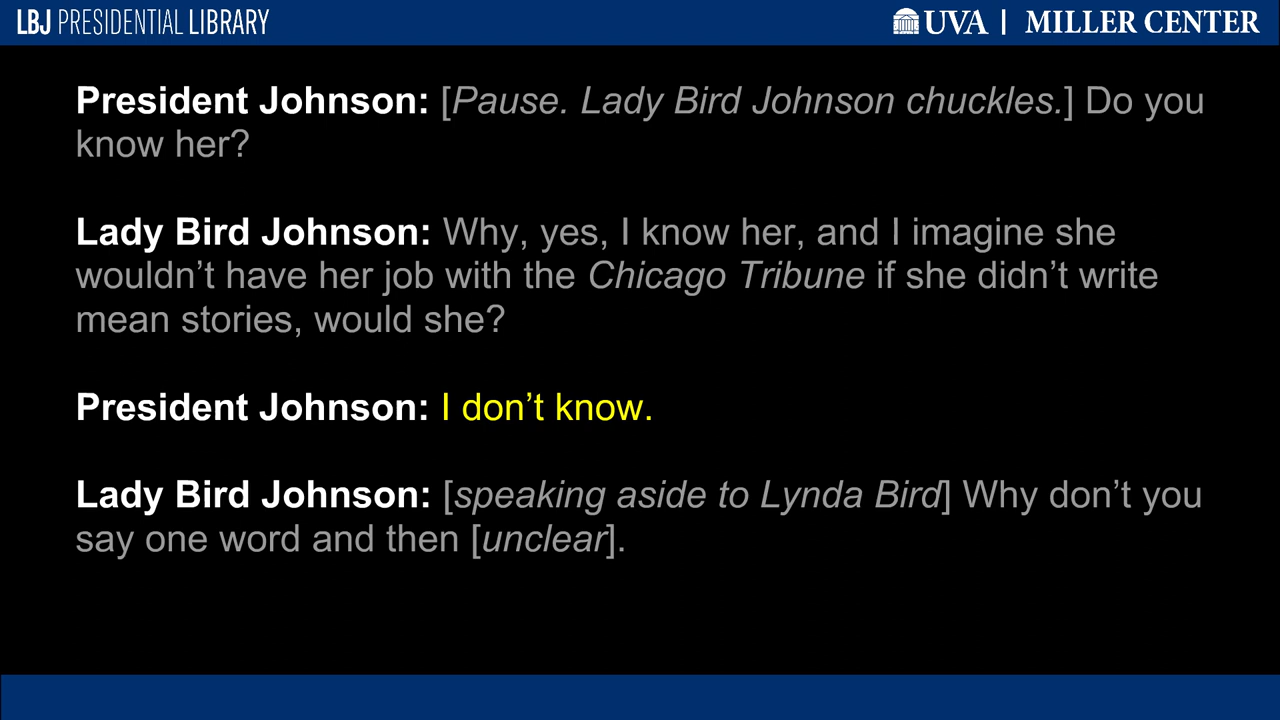 LBJ PRESIDENTIAL LIBRARY
UVA | MILLER CENTER
President Johnson: [Pause. Lady Bird Johnson chuckles.] Do you
know her?
Lady Bird Johnson: Why, yes, I know her, and I imagine she
wouldn’t have her job with the Chicago Tribune if she didn’t write
mean stories, would she?
President Johnson: I don’t know.
Lady Bird Johnson: [speaking aside to Lynda Bird] Why don’t you
say one word and then [unclear].